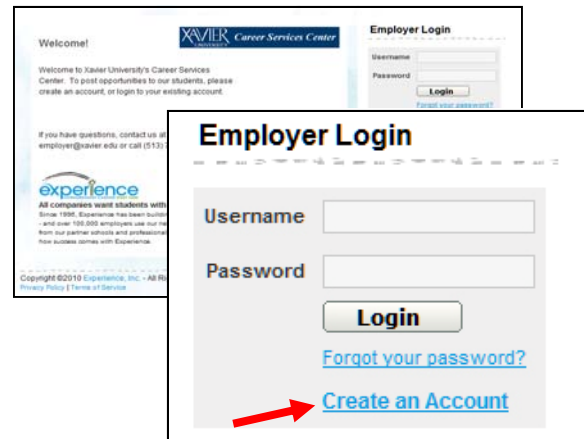 Welcome!
XAVIER Career Services Center
UNIVERSITY
Welcome to Xavier University's Career Services
Center. To post opportunities to our students, please
create an account, or login to your existing account.
Employer Login
Username
Password
Login
Forgot your password?
If you have questions, contact us at
employer@xavier.edu or call (513)
experience
All companies want students with
Since 1996, Experience has been buildin
- and over 100,000 employers use our ne
from our partner schools and professional
how success comes with Experience.
Copyright ©2010 Experience, Inc. - All Ri
Privacy Policy | Terms of Service
Employer Login
Username
Password
Login
Forgot your password?
Create an Account